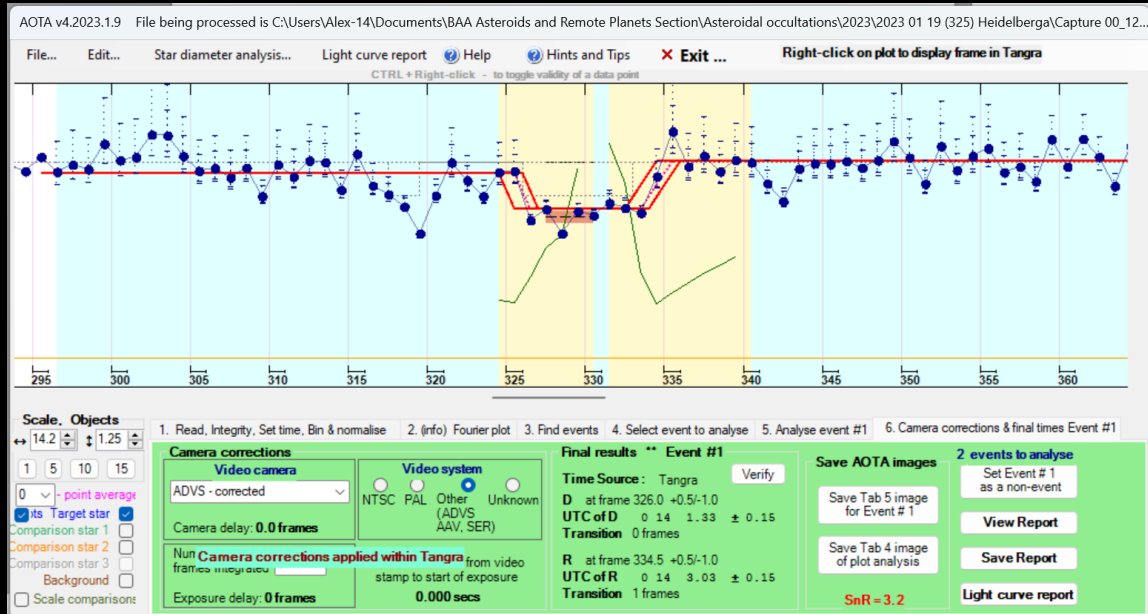 AOTA v.4.2023.1.9 File being processed is C:\Users\Alex-14\Documents\BAA Asteroids and Remote Planets Section\Asteroidal occultations\2023\2023 01 19 (325) Heidelberga\Capture 00_12...
File... Edit... Star diameter analysis... Light curve report Help Hints and Tips Exit ... Right-click on plot to display frame in Tangra
CTRL + Right-click - to toggle validity of a data point
295 300 305 310 315 320 325 330 335 340 345 350 355 360
Scale, Objects
14.2 1.25
1 5 10 15
0 - point average
Target star
Comparison star 1
Comparison star 2
Comparison star 3
Background
Scale comparisons
1. Read, Integrity, Set time, Bin & normalise 2. (info) Fourier plot 3. Find events 4. Select event to analyse 5. Analyse event #1 6. Camera corrections & final times Event #1
Camera corrections
Video camera
ADVS - corrected
Camera delay: 0.0 frames
Video system
NTSC PAL Other Unknown
(ADVS
AAV, SER)
Camera corrections applied within Tangra
from video
frames integrated
stamp to start of exposure
Exposure delay: 0 frames
0.000 secs
Final results ** Event #1
Time Source : Tangra
Verify
D at frame 326.0 +0.5/-1.0
UTC of D 0 14 1.33 ± 0.15
Transition 0 frames
R at frame 334.5 +0.5/-1.0
UTC of R 0 14 3.03 ± 0.15
Transition 1 frames
Save AOTA images
Save Tab 5 image
for Event # 1
Save Tab 4 image
of plot analysis
SnR = 3.2
2 events to analyse
Set Event # 1
as a non-event
View Report
Save Report
Light curve report